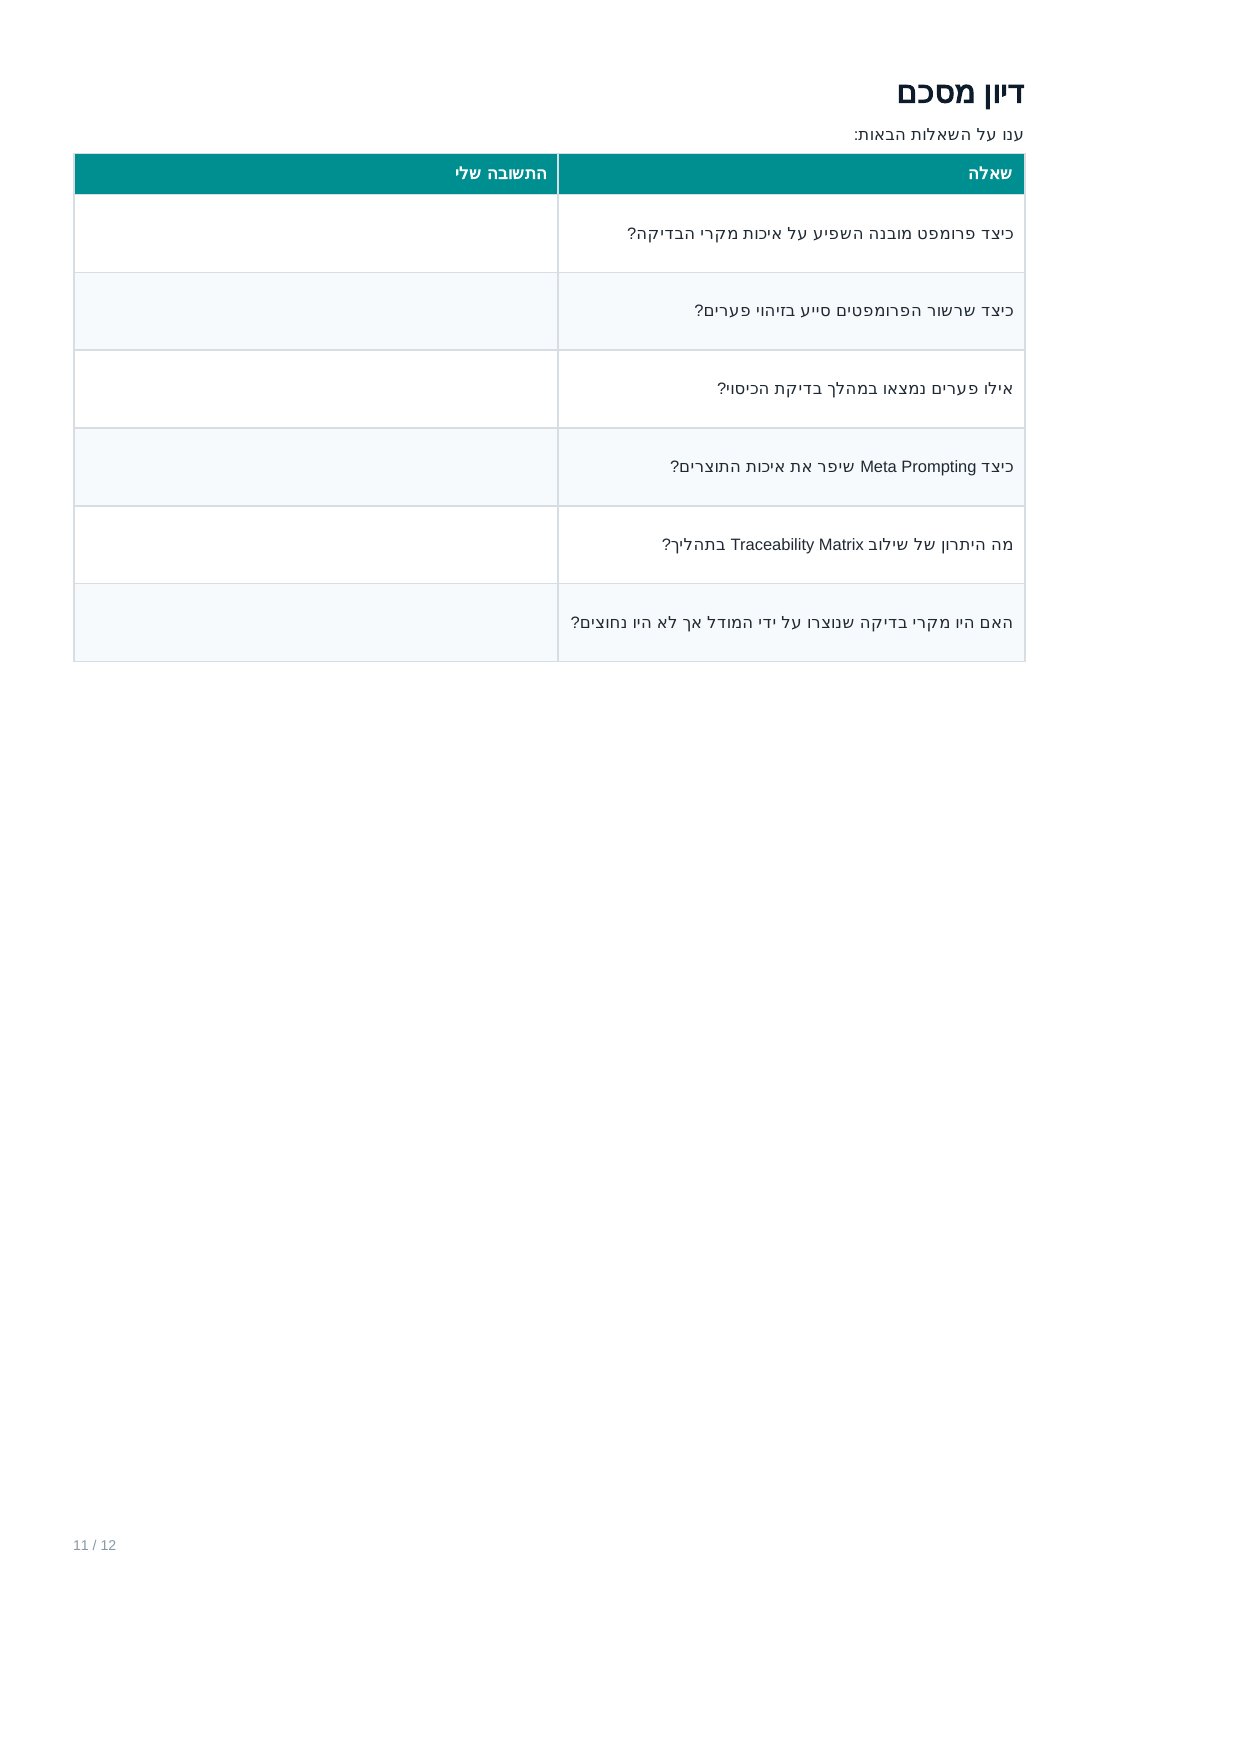 דיון מסכם
ענו על השאלות הבאות:
שאלה התשובה שלי
כיצד פרומפט מובנה השפיע על איכות מקרי הבדיקה?
כיצד שרשור הפרומפטים סייע בזיהוי פערים?
אילו פערים נמצאו במהלך בדיקת הכיסוי?
כיצד Meta Prompting שיפר את איכות התוצרים?
מה היתרון של שילוב Traceability Matrix בתהליך?
האם היו מקרי בדיקה שנוצרו על ידי המודל אך לא היו נחוצים?
11 / 12